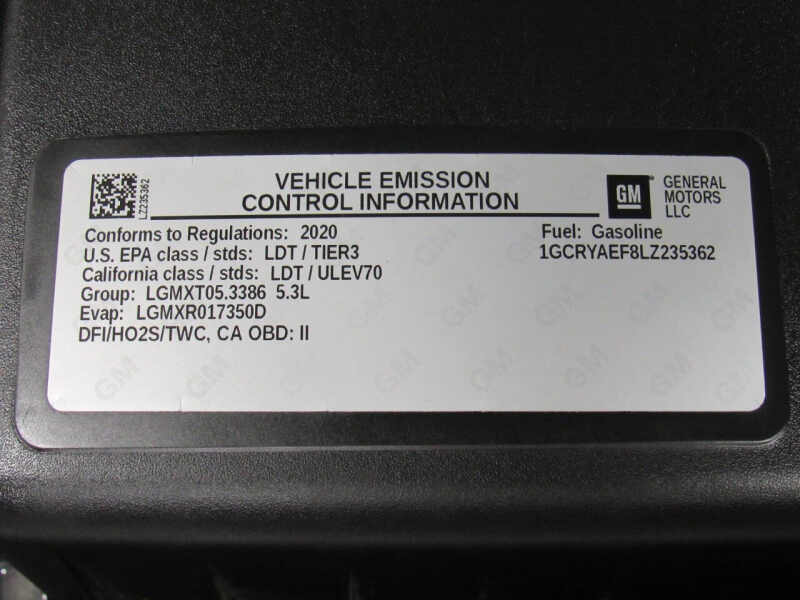 LZ235362
VEHICLE EMISSION
CONTROL INFORMATION
GM
GENERAL
MOTORS
LLC
Conforms to Regulations: 2020
U.S. EPA class / stds: LDT / TIER3
California class / stds: LDT / ULEV70
Group: LGMXT05.3386 5.3L
Evap: LGMXR017350D
DFI/HO2S/TWC, CA OBD: II
Fuel: Gasoline
1GCRYAEF8LZ235362